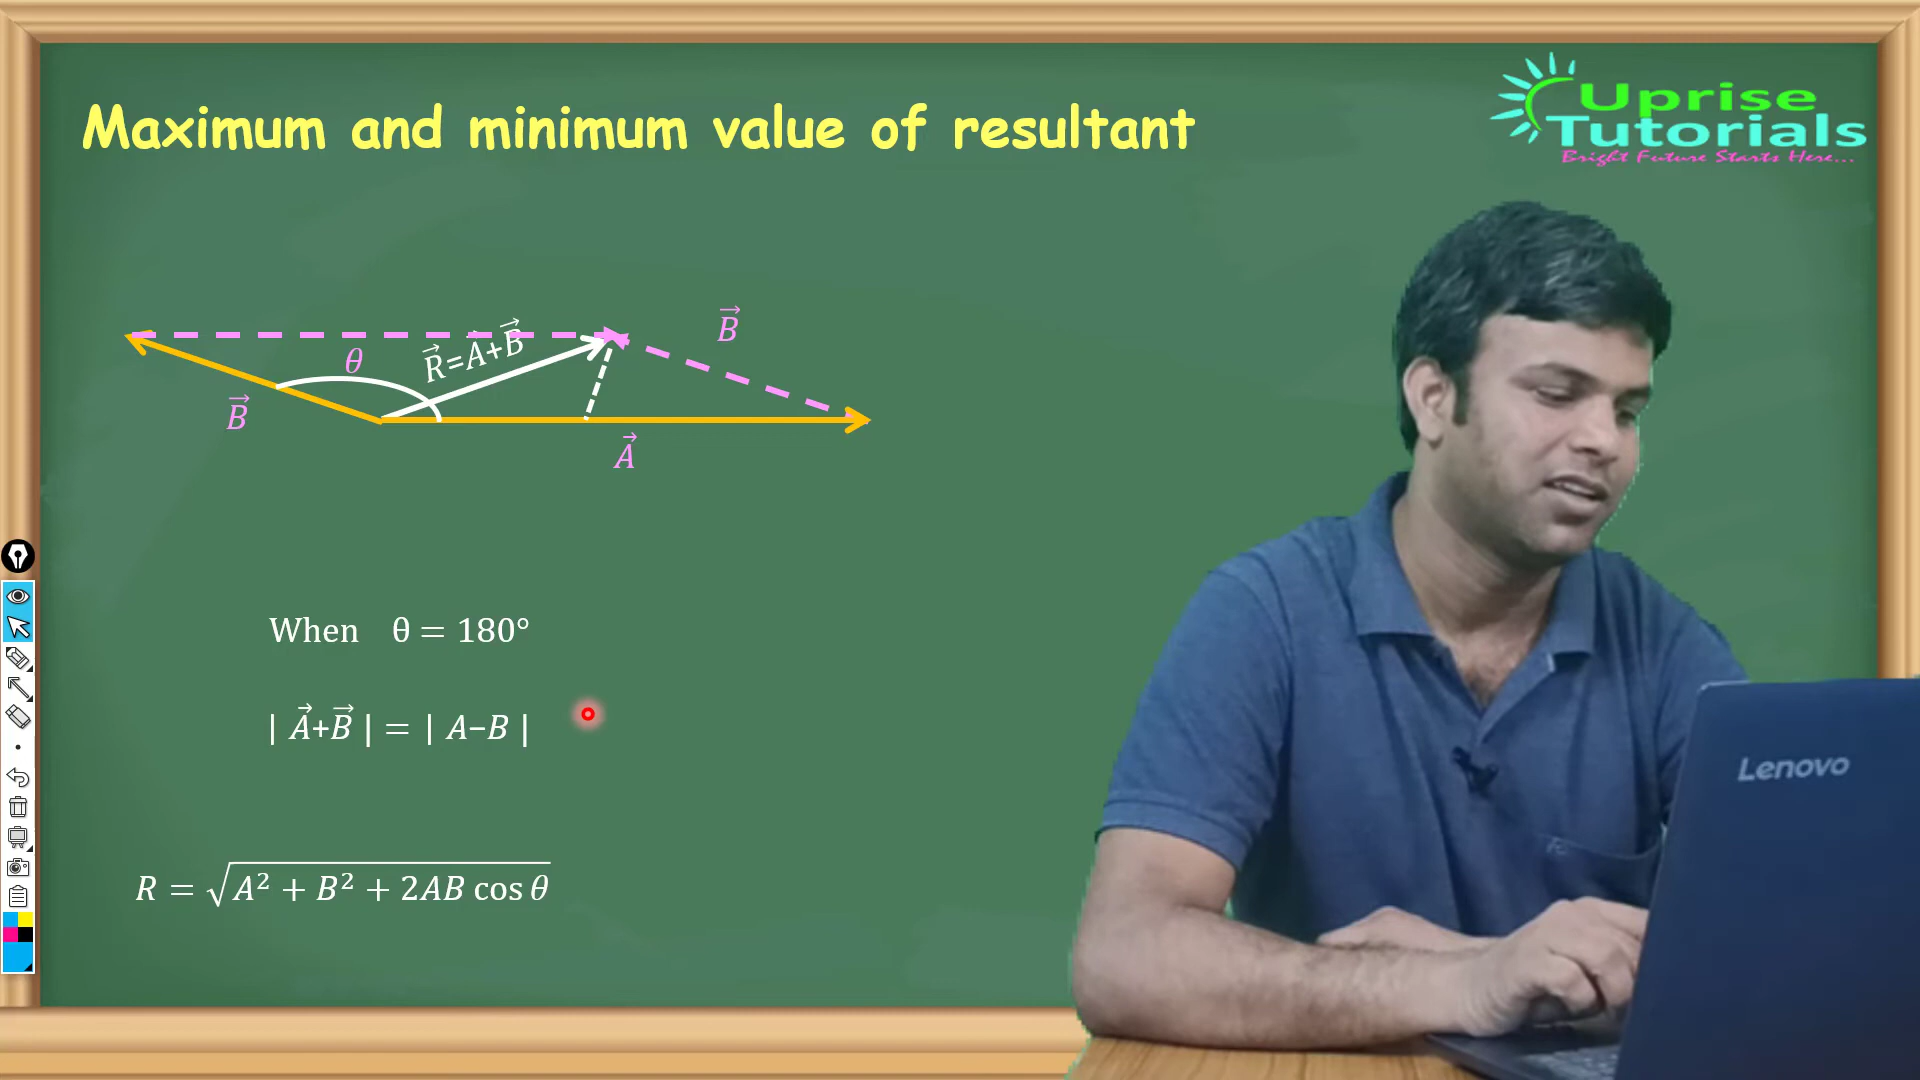 Maximum and minimum value of resultant
Uprise
Tutorials
Bright Future Starts Here...
θ
R⃗=A⃗+B⃗
B⃗
B⃗
A⃗
When θ = 180°
| A⃗+B⃗ | = | A−B |
R = √(A² + B² + 2AB cos θ)
Lenovo